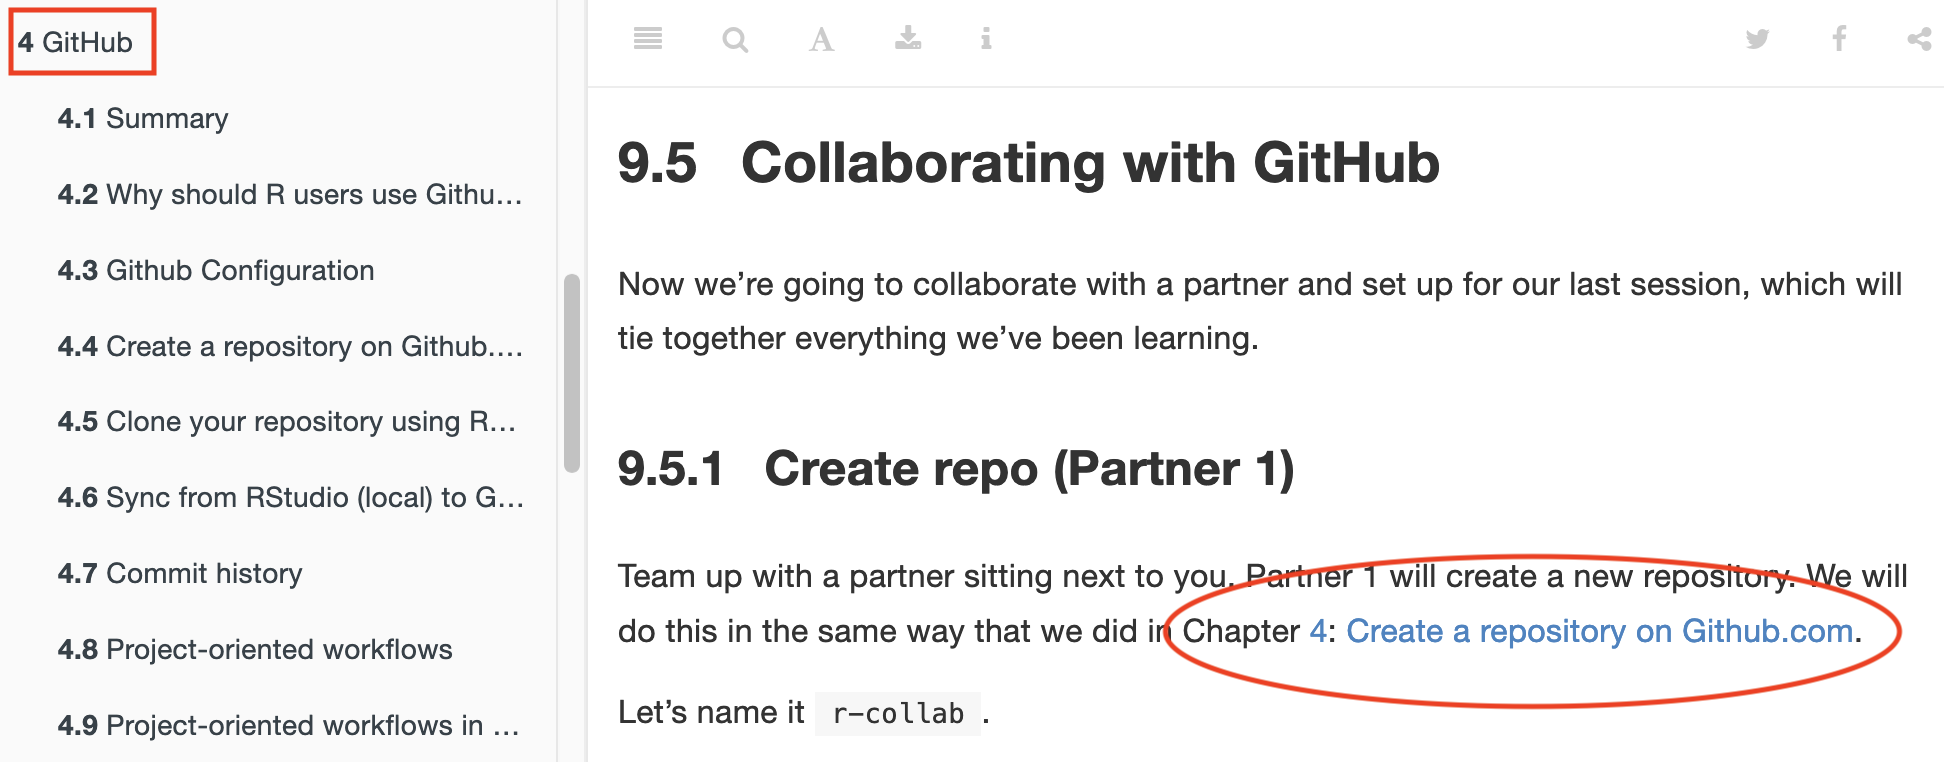 4 GitHub
4.1 Summary
4.2 Why should R users use Githu...
4.3 Github Configuration
4.4 Create a repository on Github....
4.5 Clone your repository using R...
4.6 Sync from RStudio (local) to G...
4.7 Commit history
4.8 Project-oriented workflows
4.9 Project-oriented workflows in ...
9.5 Collaborating with GitHub
Now we’re going to collaborate with a partner and set up for our last session, which will
tie together everything we’ve been learning.
9.5.1 Create repo (Partner 1)
Team up with a partner sitting next to you. Partner 1 will create a new repository. We will
do this in the same way that we did in Chapter 4: Create a repository on Github.com.
Let’s name it r-collab .